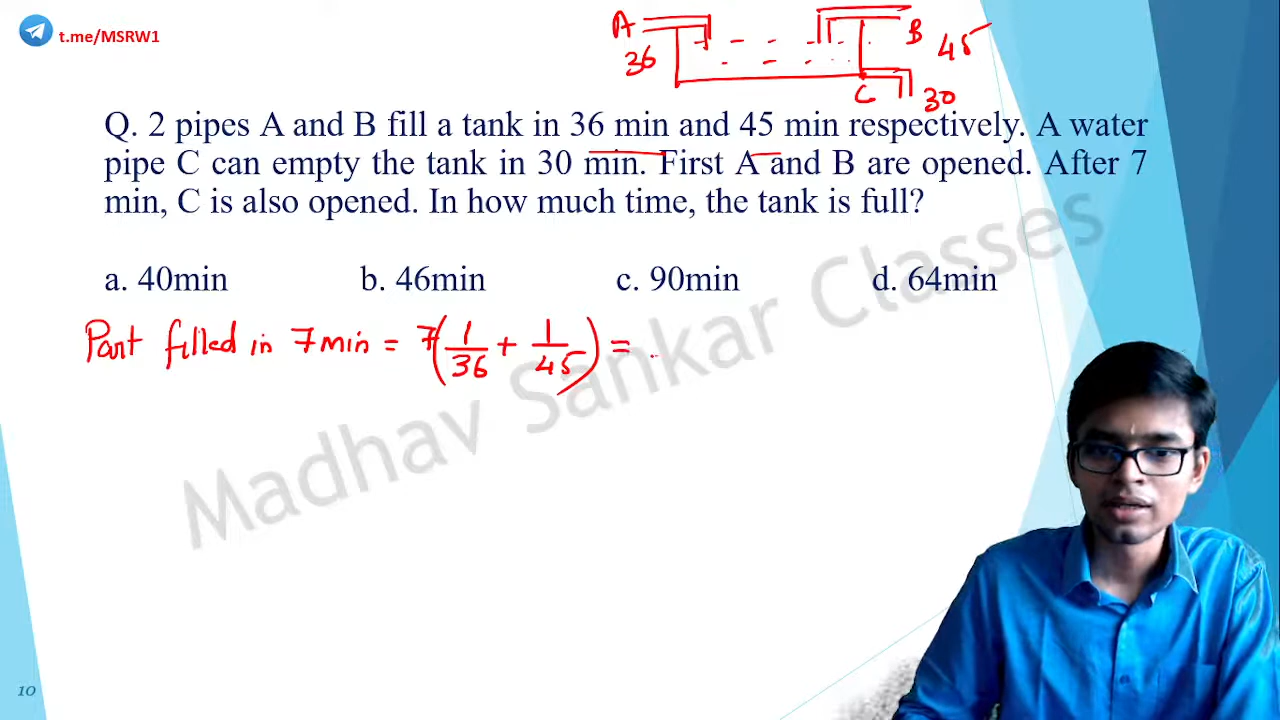 t.me/MSRW1
A
36
B
45
C
30
Q. 2 pipes A and B fill a tank in 36 min and 45 min respectively. A water
pipe C can empty the tank in 30 min. First A and B are opened. After 7
min, C is also opened. In how much time, the tank is full?
a. 40min b. 46min c. 90min d. 64min
Part filled in 7min = 7(1/36 + 1/45) =
Madhav Sankar Classes
10